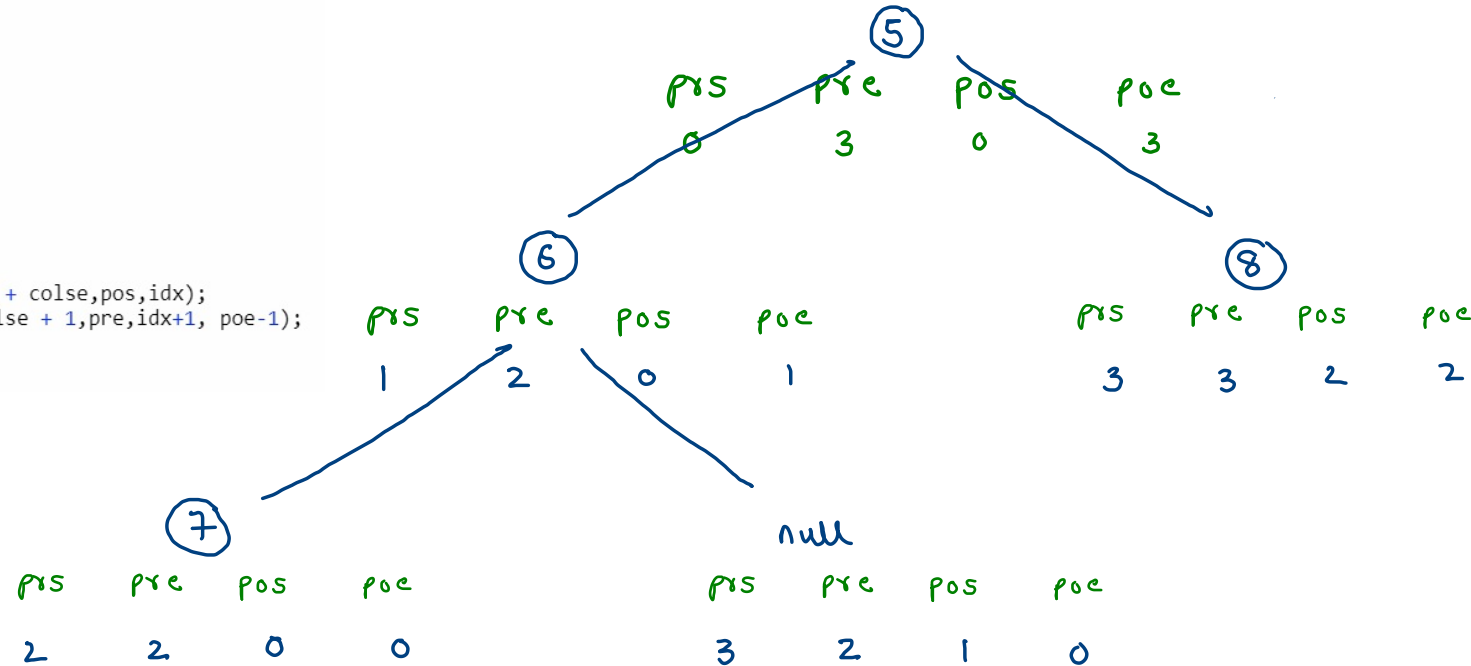 5
prs pre pos poe
0 3 0 3
6 8
+ colse,pos,idx);
lse + 1,pre,idx+1, poe-1);
prs pre pos poe prs pre pos poe
1 2 0 1 3 3 2 2
7 null
prs pre pos poe prs pre pos poe
2 2 0 0 3 2 1 0